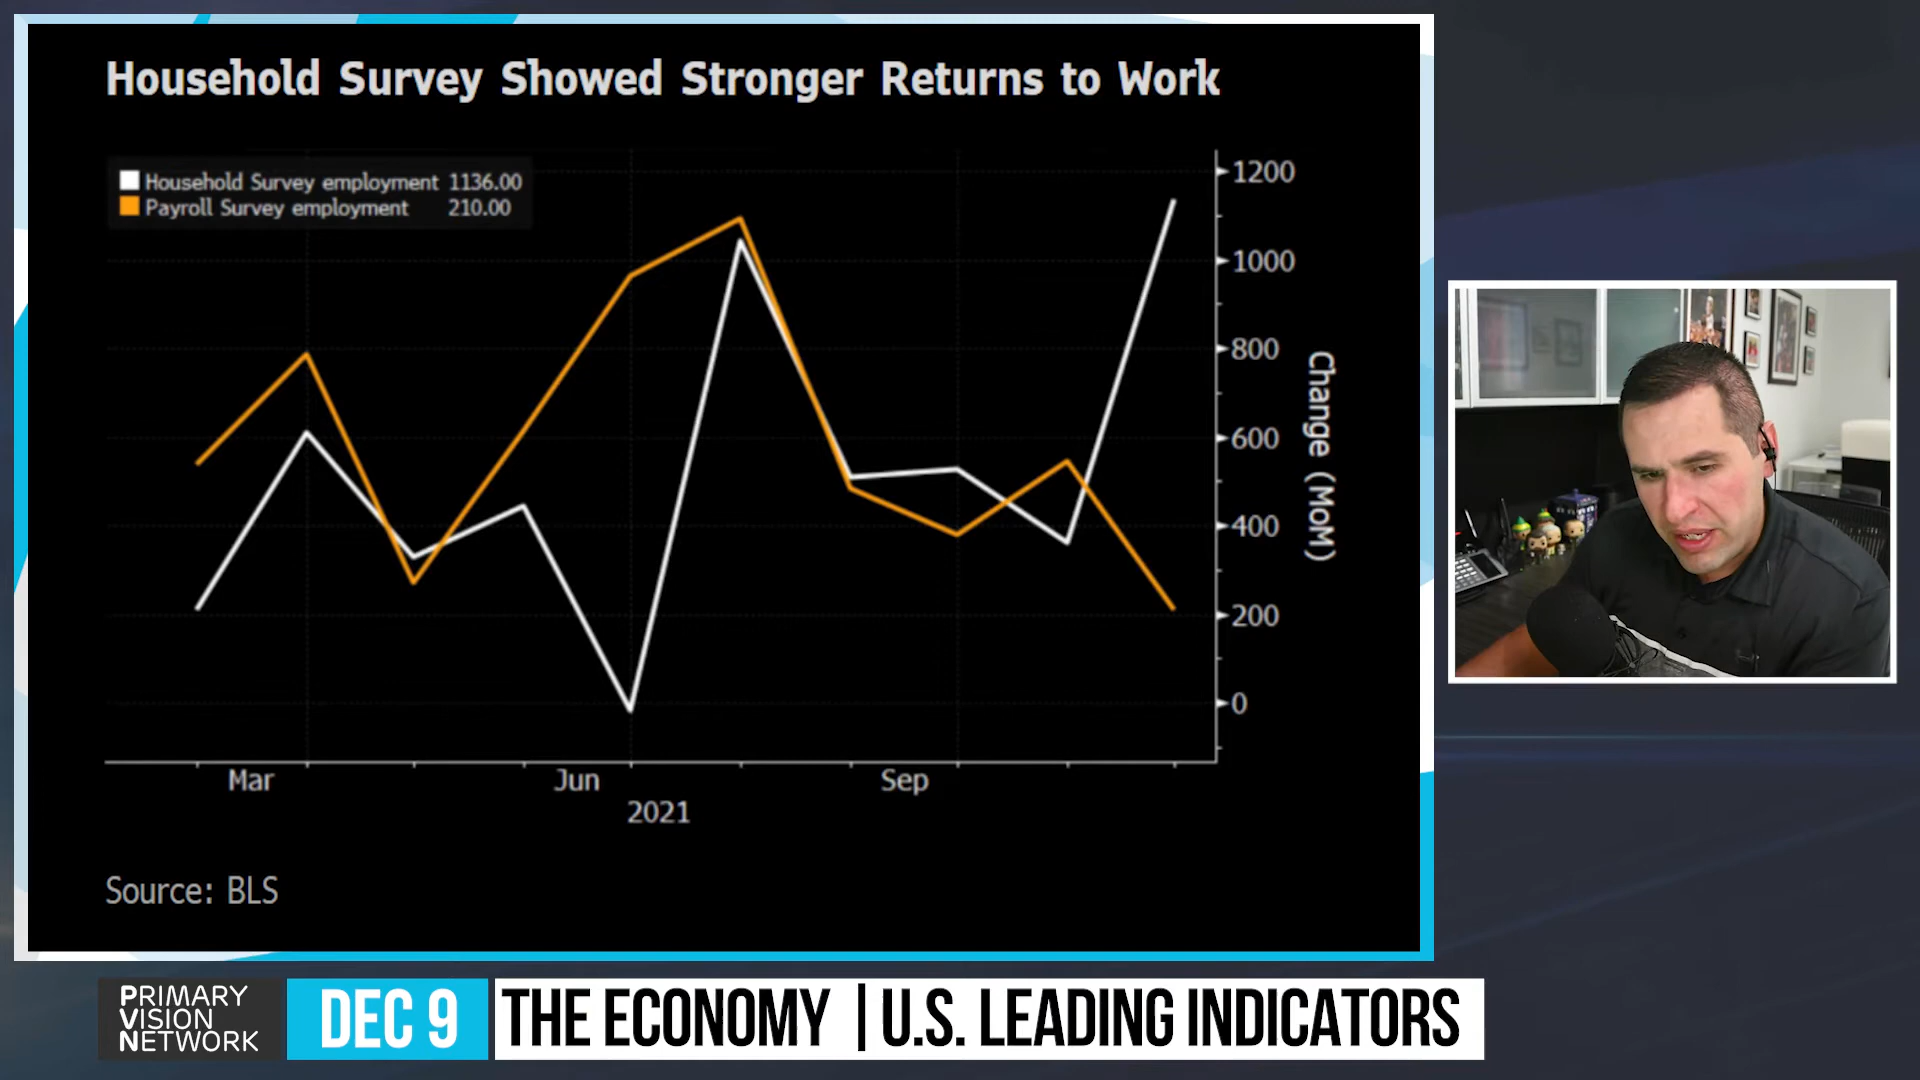 Household Survey Showed Stronger Returns to Work
Household Survey employment 1136.00
Payroll Survey employment 210.00
1200
1000
800
600
400
200
0
Change (MoM)
Mar Jun Sep
2021
Source: BLS
PRIMARY
VISION
NETWORK
DEC 9
THE ECONOMY | U.S. LEADING INDICATORS